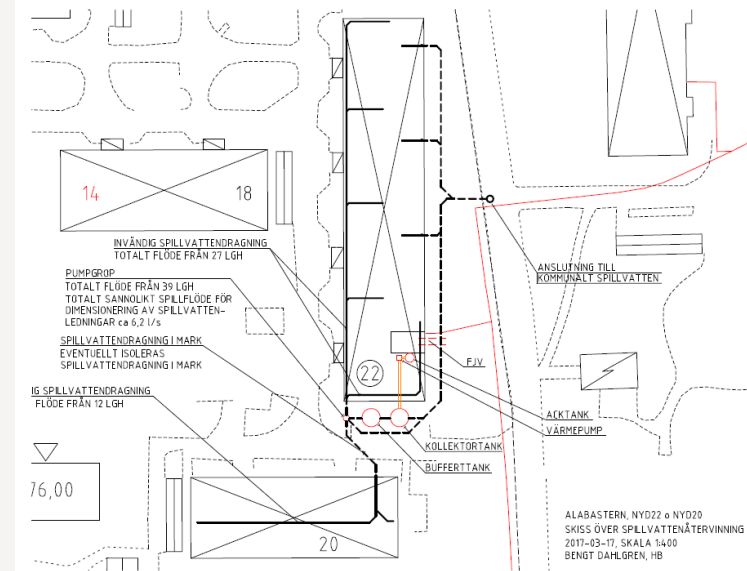 14
18
INVÄNDIG SPILLVATTENDRAGNING
TOTALT FLÖDE FRÅN 27 LGH
PUMPGROP
TOTALT FLÖDE FRÅN 39 LGH
TOTALT SANNOLIKT SPILLFLÖDE FÖR
DIMENSIONERING AV SPILLVATTEN-
LEDNINGAR ca 6,2 l/s
SPILLVATTENDRAGNING I MARK
EVENTUELLT ISOLERAS
SPILLVATTENDRAGNING I MARK
IG SPILLVATTENDRAGNING
FLÖDE FRÅN 12 LGH
ANSLUTNING TILL
KOMMUNALT SPILLVATTEN
FJV
22
ACKTANK
VÄRMEPUMP
KOLLEKTORTANK
BUFFERTTANK
76,00
20
ALABASTERN, NYD22 o NYD20
SKISS ÖVER SPILLVATTENÅTERVINNING
2017-03-17, SKALA 1:400
BENGT DAHLGREN, HB